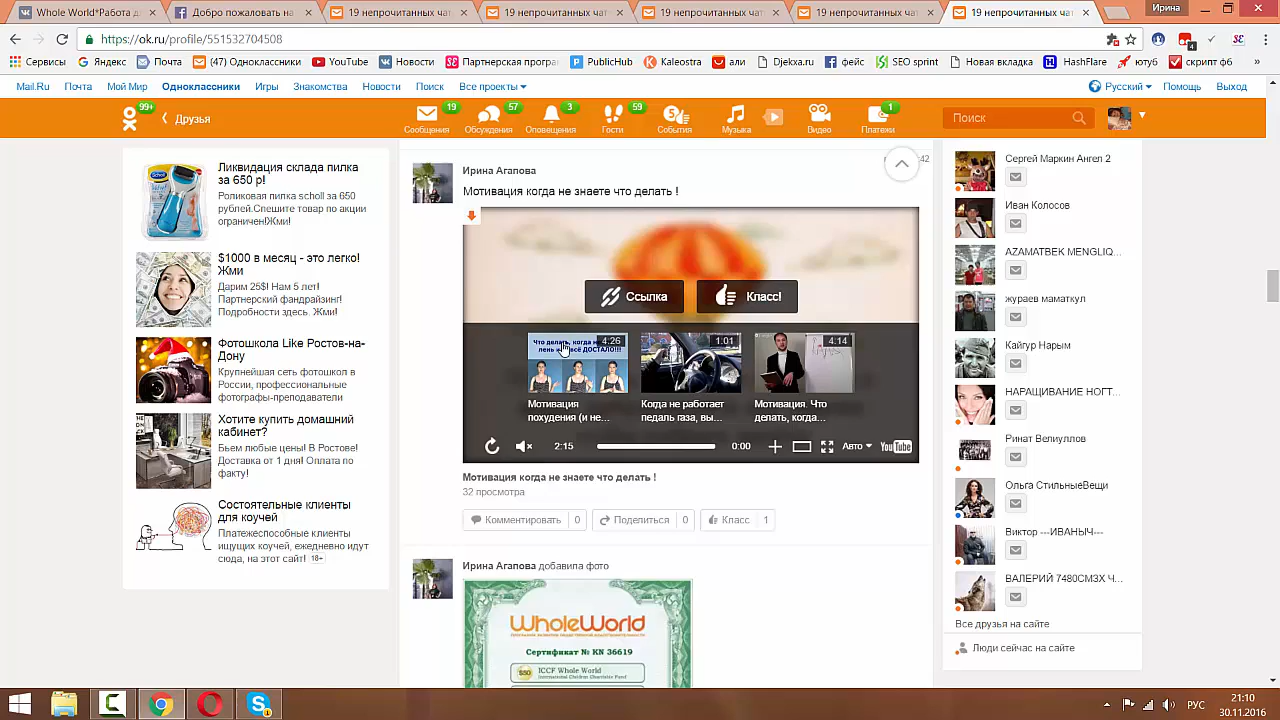 Whole World*Работа д
Добро пожаловать на
19 непрочитанных чат
19 непрочитанных чат
19 непрочитанных чат
19 непрочитанных чат
19 непрочитанных чат
Ирина
https://ok.ru/profile/551532704508
4
Сервисы
Яндекс
Почта
(47) Одноклассники
YouTube
Новости
Партнерская програм
PublicHub
Kaleostra
али
Djekxa.ru
фейс
SEO sprint
Новая вкладка
HashFlare
ютуб
скрипт фб
Mail.Ru
Почта
Мой Мир
Одноклассники
Игры
Знакомства
Новости
Поиск
Все проекты
Русский
Помощь
Выход
99+
Друзья
19
Сообщения
57
Обсуждения
3
Оповещения
59
Гости
События
Музыка
Видео
1
Платежи
Поиск
Ликвидация склада пилка
за 650 р!
Роликовая пилка scholl за 650
рублей.Спешите товар по акции
ограничен!Жми!
$1000 в месяц - это легко!
Жми
Дарим 25$! Нам 5 лет!
Партнерский фандрайзинг!
Подробности здесь. Жми!
Фотошкола Like Ростов-на-
Дону
Крупнейшая сеть фотошкол в
России, профессиональные
фотографы-преподаватели
Хотите купить домашний
кабинет?
Бьем любые цены! В Ростове!
Доставка от 1 дня! Оплата по
факту!
Состоятельные клиенты
для коучей
Платежеспособные клиенты
ищущих коучей, ежедневно идут
сюда, на этот сайт! 18+
Ирина Агапова
42
Мотивация когда не знаете что делать !
Ссылка
Класс!
4:26
1:01
4:14
Мотивация
похудения (и не...
Когда не работает
педаль газа, вы...
Мотивация. Что
делать, когда...
2:15
0:00
Авто
YouTube
Мотивация когда не знаете что делать !
32 просмотра
Комментировать 0
Поделиться 0
Класс 1
Ирина Агапова добавила фото
WholeWorld
Сертификат № KN 36619
$50
ICCF Whole World
International Children Charitable Fund
Сергей Маркин Ангел 2
Иван Колосов
AZAMATBEK MENGLIQ...
жураев маматкул
Кайгур Нарым
НАРАЩИВАНИЕ НОГТ...
Ринат Велиуллов
Ольга СтильныеВещи
Виктор ---ИВАНЫЧ---
ВАЛЕРИЙ 7480СМЗХ Ч...
Все друзья на сайте
Люди сейчас на сайте
РУС
21:10
30.11.2016